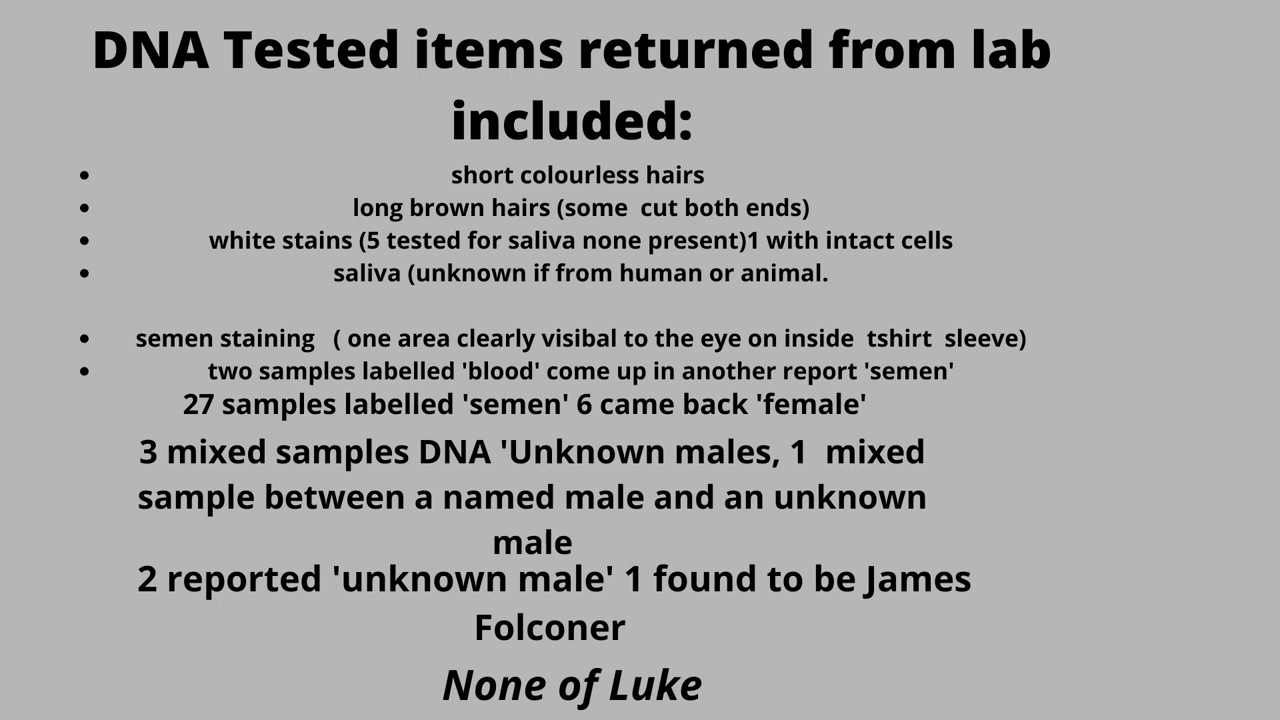 DNA Tested items returned from lab
included:
• short colourless hairs
• long brown hairs (some  cut both ends)
• white stains (5 tested for saliva none present)1 with intact cells
• saliva (unknown if from human or animal.
• semen staining   ( one area clearly visibal to the eye on inside  tshirt  sleeve)
• two samples labelled 'blood' come up in another report 'semen'
27 samples labelled 'semen' 6 came back 'female'
3 mixed samples DNA 'Unknown males, 1  mixed
sample between a named male and an unknown
male
2 reported 'unknown male' 1 found to be James
Folconer
None of Luke